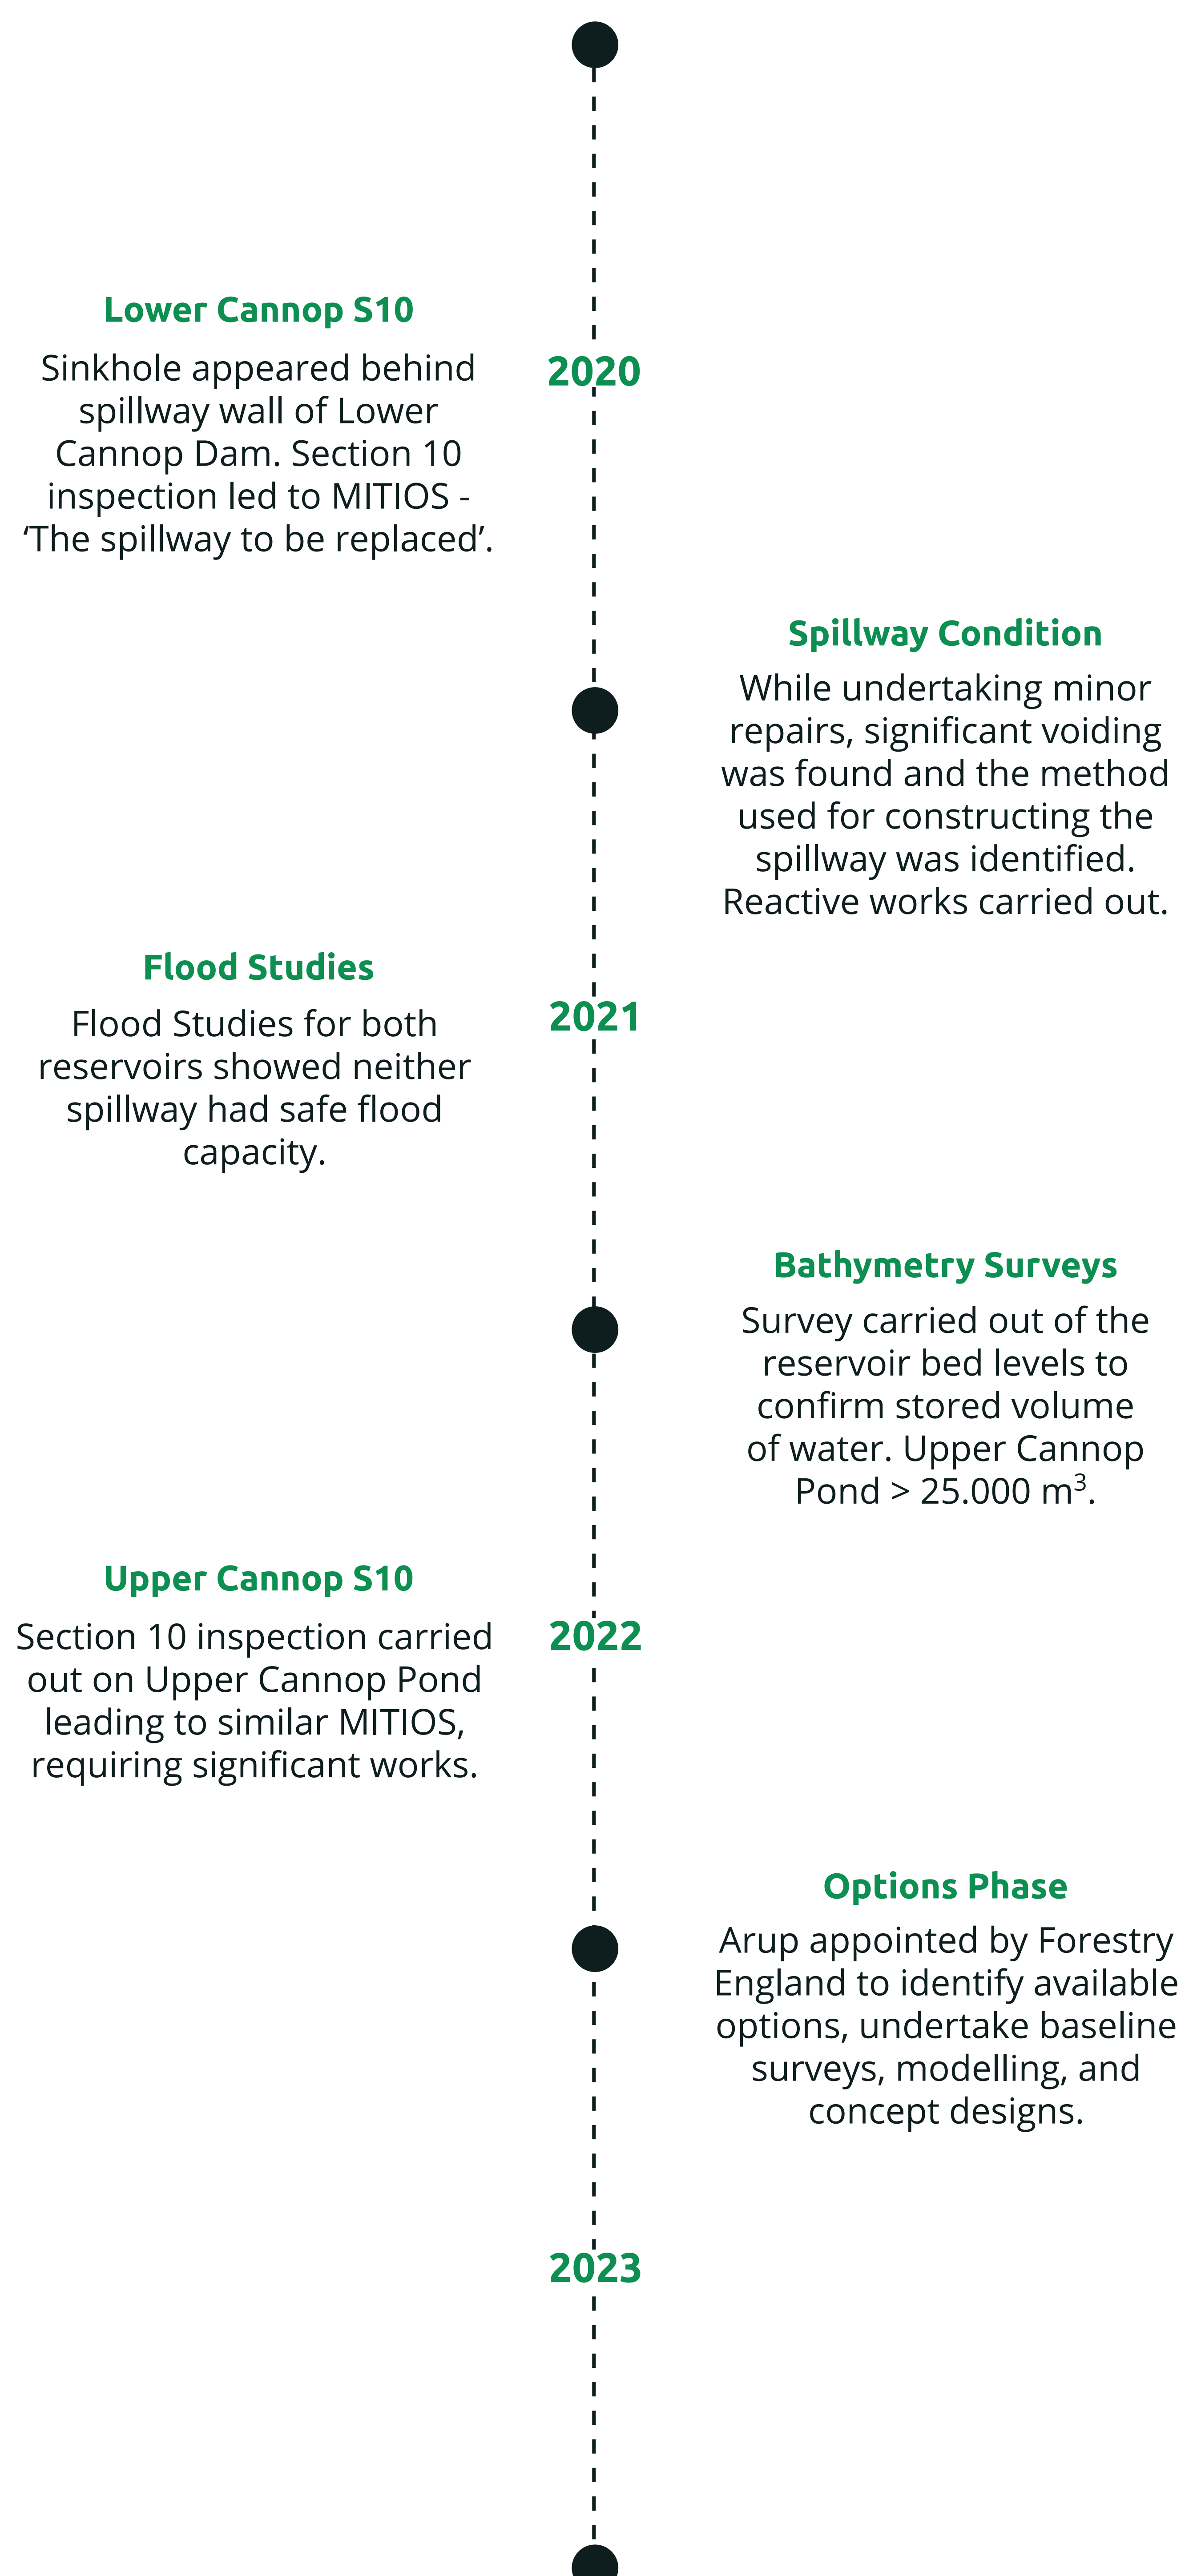 Lower Cannop S10
Sinkhole appeared behind
spillway wall of Lower
Cannop Dam. Section 10
inspection led to MITIOS -
‘The spillway to be replaced’.
2020
Spillway Condition
While undertaking minor
repairs, significant voiding
was found and the method
used for constructing the
spillway was identified.
Reactive works carried out.
Flood Studies
Flood Studies for both
reservoirs showed neither
spillway had safe flood
capacity.
2021
Bathymetry Surveys
Survey carried out of the
reservoir bed levels to
confirm stored volume
of water. Upper Cannop
Pond > 25.000 m³.
Upper Cannop S10
Section 10 inspection carried
out on Upper Cannop Pond
leading to similar MITIOS,
requiring significant works.
2022
Options Phase
Arup appointed by Forestry
England to identify available
options, undertake baseline
surveys, modelling, and
concept designs.
2023